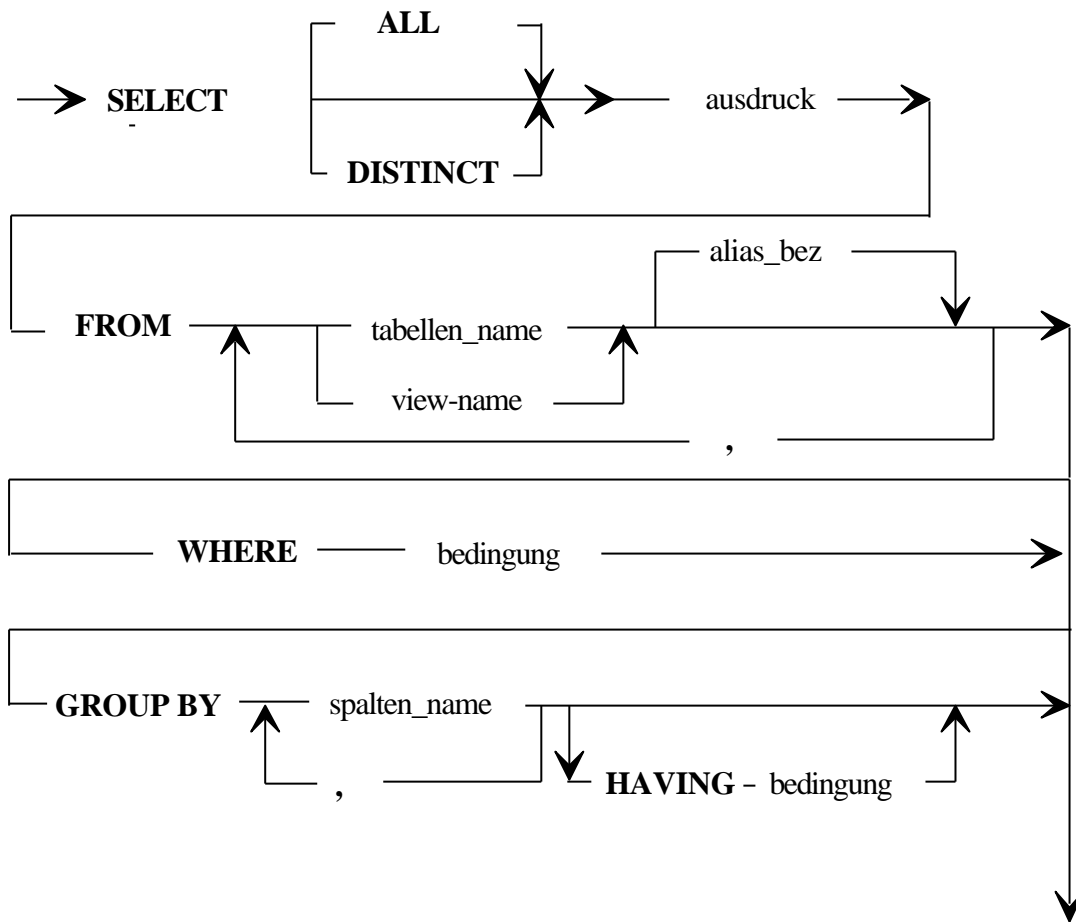 ALL
SELECT ausdruck
DISTINCT
alias_bez
FROM tabellen_name
view-name
,
WHERE bedingung
GROUP BY spalten_name
, HAVING - bedingung